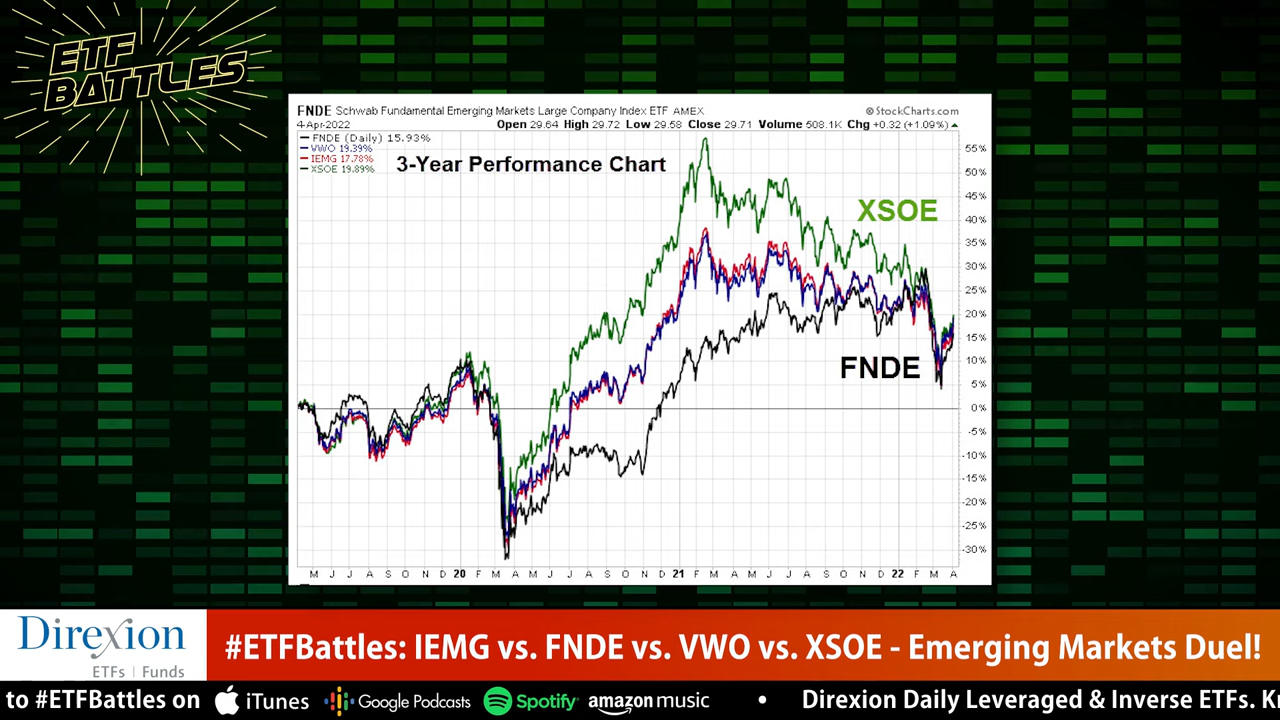 ETF
BATTLES
FNDE Schwab Fundamental Emerging Markets Large Company Index ETF AMEX
© StockCharts.com
4-Apr-2022
Open 29.64 High 29.72 Low 29.58 Close 29.71 Volume 508.1K Chg +0.32 (+1.09%)
FNDE (Daily) 15.93%
VWO 19.39%
IEMG 17.78%
XSOE 19.89%
3-Year Performance Chart
XSOE
FNDE
55%
50%
45%
40%
35%
30%
25%
20%
15%
10%
5%
0%
-5%
-10%
-15%
-20%
-25%
-30%
M J J A S O N D 20 F M A M J J A S O N D 21 F M A M J J A S O N D 22 F M A
Direxion
ETFs | Funds
#ETFBattles: IEMG vs. FNDE vs. VWO vs. XSOE - Emerging Markets Duel!
to #ETFBattles on iTunes Google Podcasts Spotify amazon music • Direxion Daily Leveraged & Inverse ETFs. K